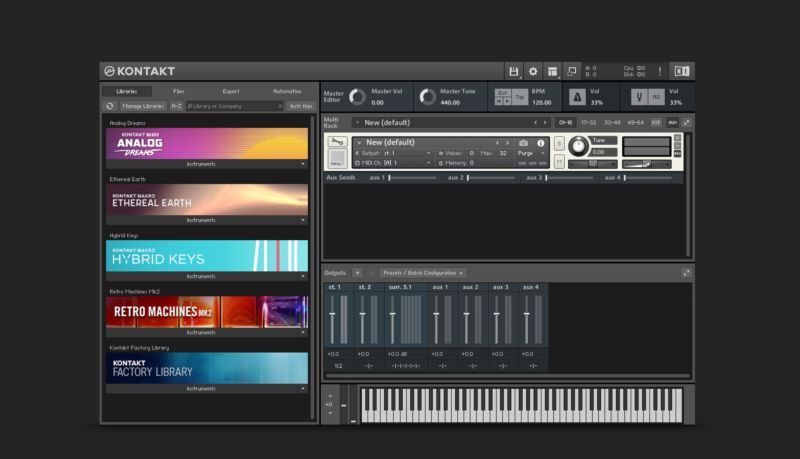 KONTAKT
0
0
Cpu 0%
Disk 0%
!
Libraries Files Expert Automation
Manage Libraries A-Z Library or Company Instr Nav
Analog Dreams
ANALOG
DREAMS
Instruments
Ethereal Earth
KONTAKT MAKRO
ETHEREAL EARTH
Instruments
Hybrid Keys
KONTAKT MAKRO
HYBRID KEYS
Instruments
Retro Machines Mk2
RETRO MACHINES MK2
Instruments
Kontakt Factory Library
KONTAKT
FACTORY LIBRARY
Instruments
Master
Editor
Master Vol
0.00
Master Tune
440.00
Ext
Tap
BPM
120.00
Vol
33%
Vol
33%
Multi
Rack
New (default)
01-16 17-32 33-48 49-64 KSP aux
New (default)
Output: st. 1 Voices: 0 Max: 32 Purge
MIDI Ch: [A] 1 Memory: 0
new
S
M
Tune
0.00
Aux Sends aux 1 aux 2 aux 3 aux 4
Outputs + - Presets / Batch Configuration
st. 1 st. 2 surr. 5.1 aux 1 aux 2 aux 3 aux 4
+0.0 +0.0 +0.0 dB +0.0 +0.0 +0.0 +0.0
1|2 -|- -|-|-|-|-|- -|- -|- -|- -|-
+0